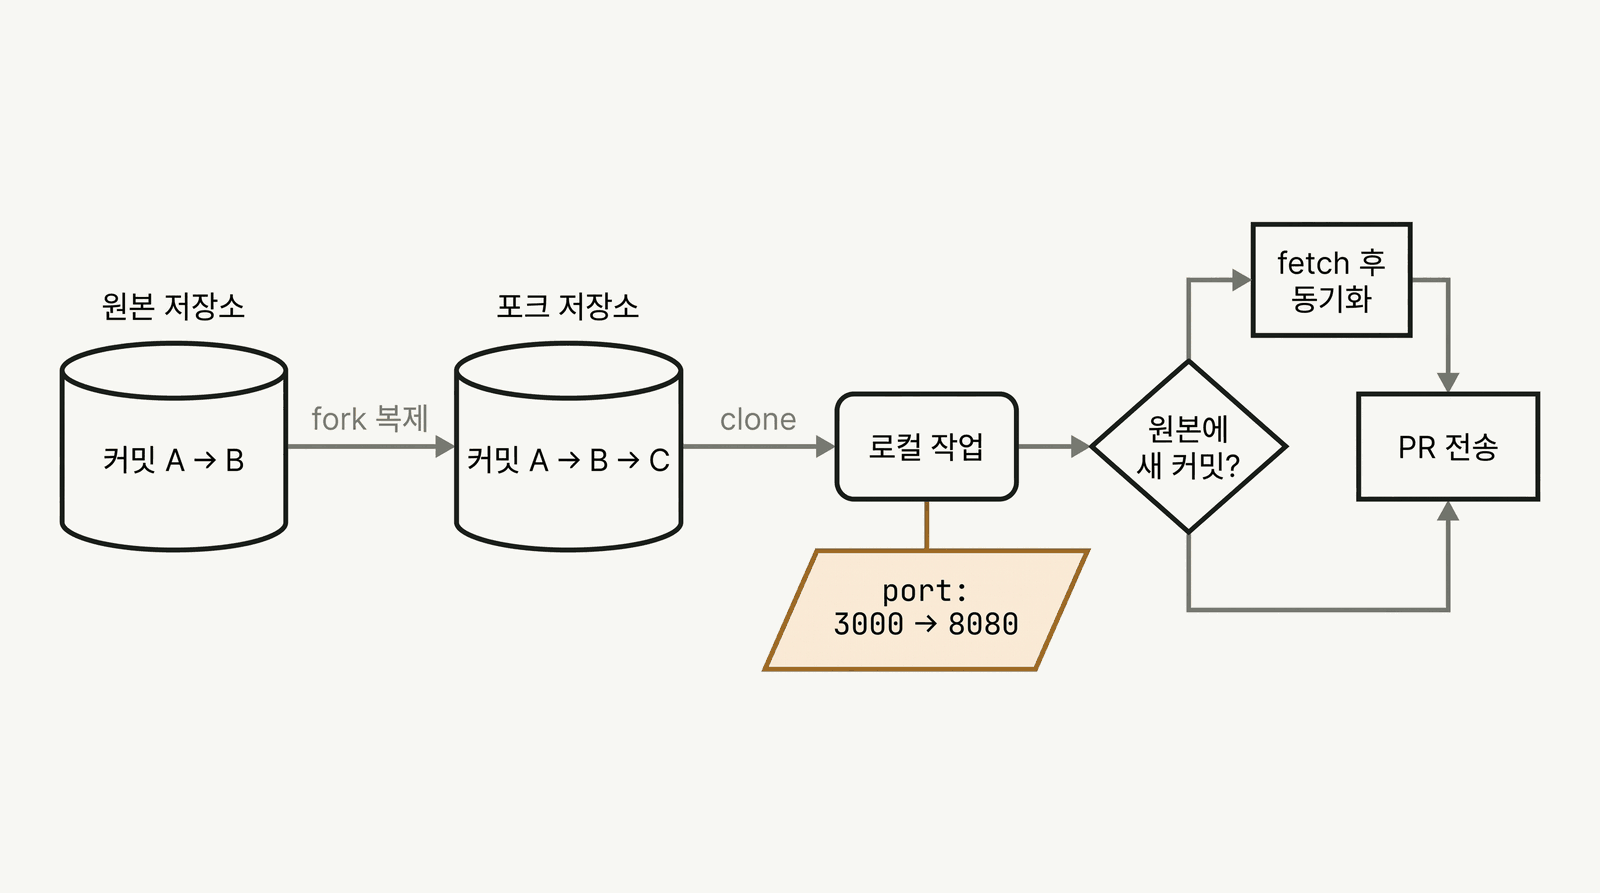 원본 저장소
커밋 A → B
fork 복제
포크 저장소
커밋 A → B → C
clone
로컬 작업
port:
3000 → 8080
원본에
새 커밋?
fetch 후
동기화
PR 전송